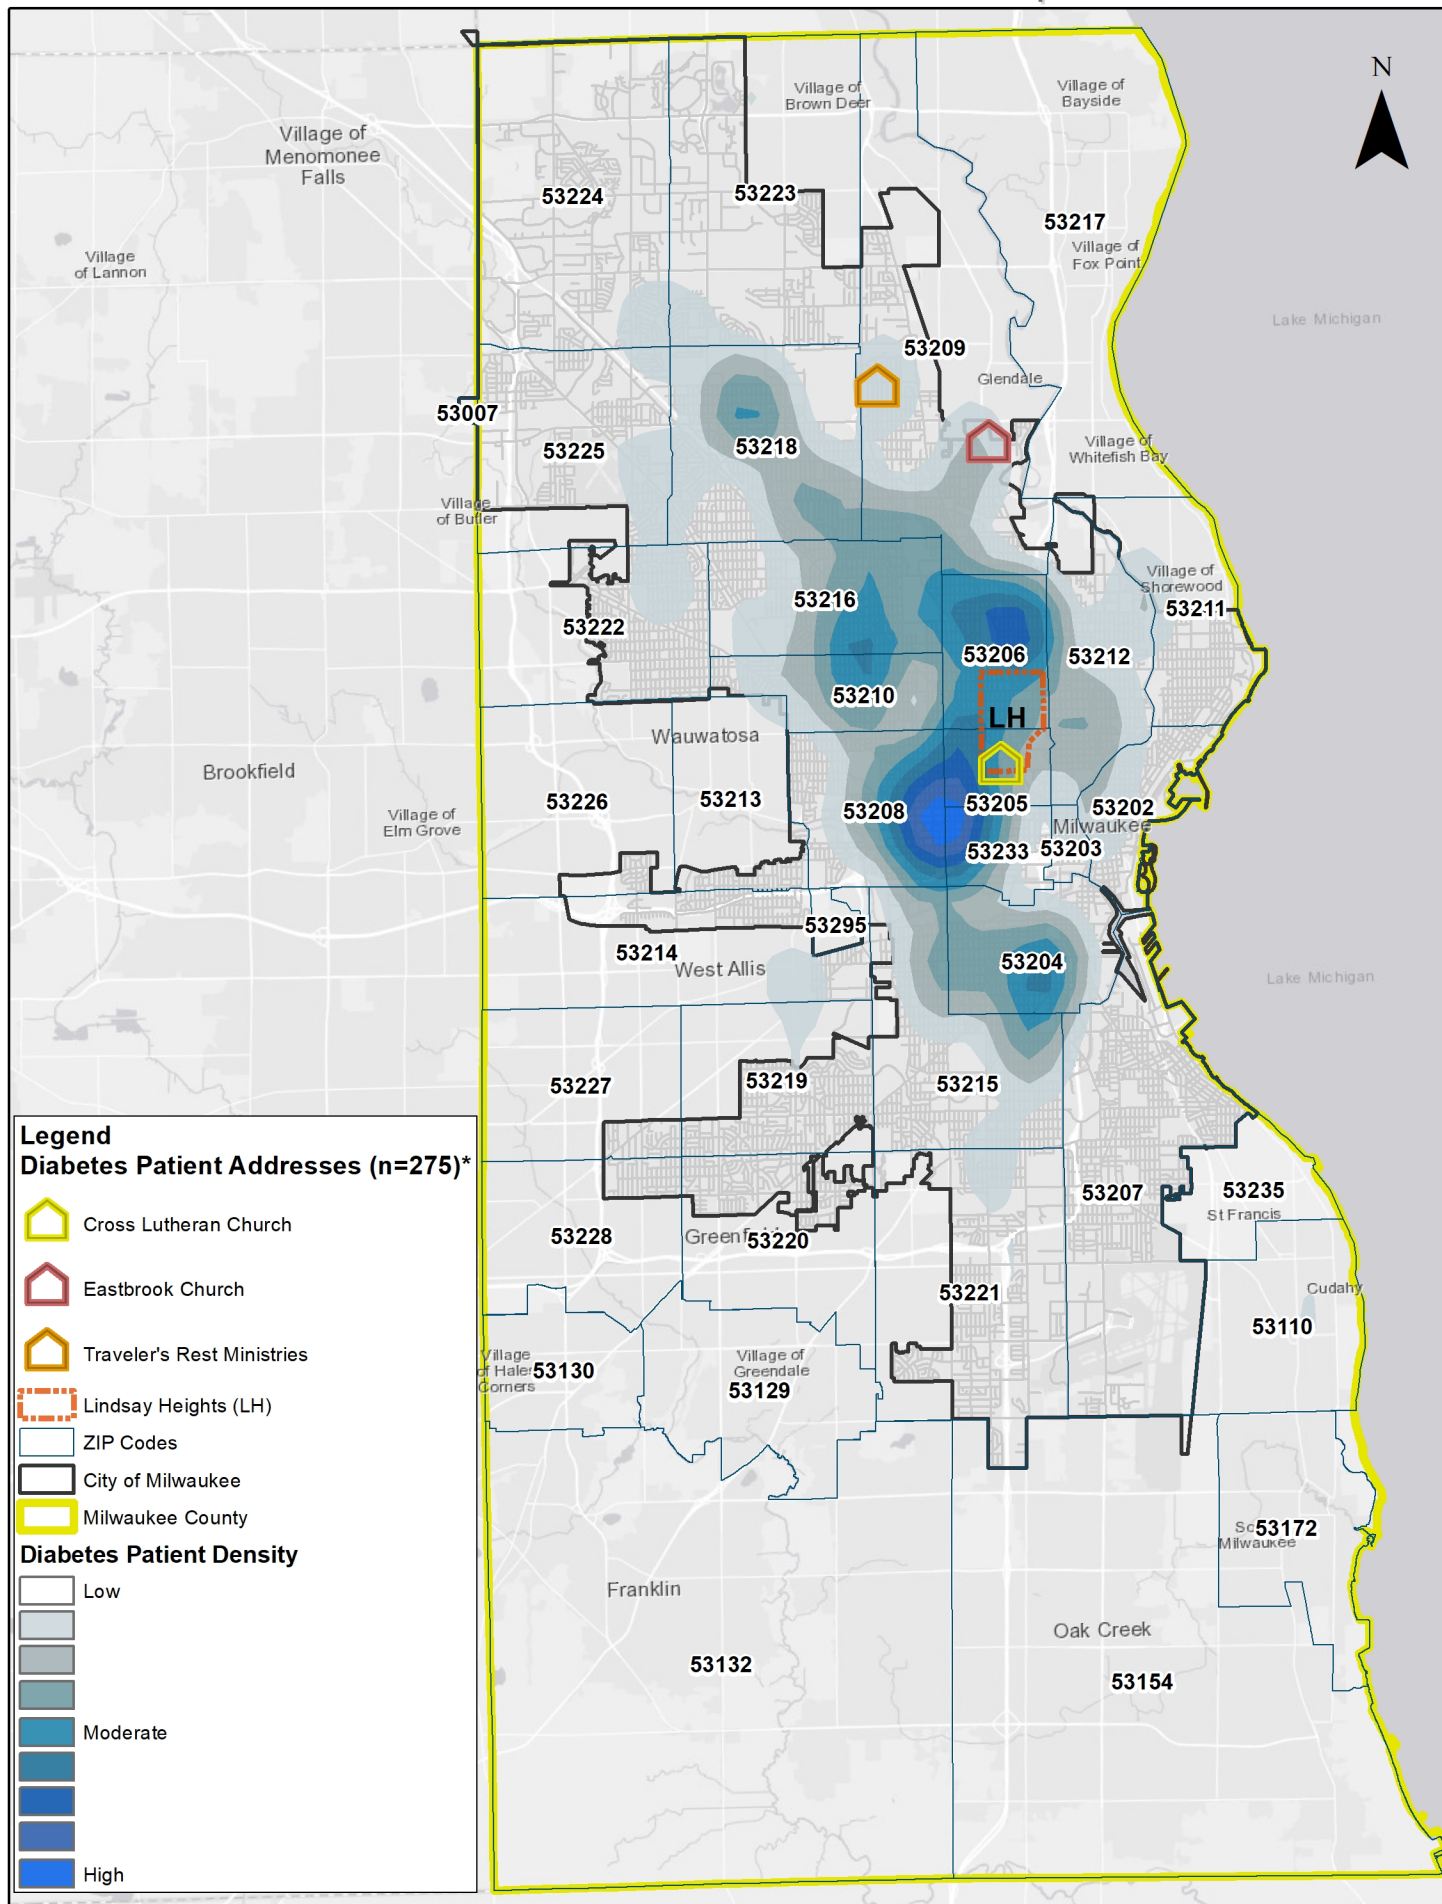 N
Village of
Brown Deer
Village of
Bayside
Village of
Menomonee
Falls
53224
53223
53217
Village of
Fox Point
Village
of Lannon
Lake Michigan
53209
Glendale
53007
53225
53218
Village of
Whitefish Bay
Village
of Butler
Village of
Shorewood
53216
53211
53222
53206
53212
53210
LH
Wauwatosa
Brookfield
53226
53213
53208
53205
53202
Village of
Elm Grove
Milwaukee
53233
53203
53295
53214
West Allis
53204
Lake Michigan
53227
53219
53215
53207
53235
St Francis
53228
53220
53221
Cudahy
53110
Village
of Hales
Corners
53130
Village of
Greendale
53129
53172
Milwaukee
Franklin
Oak Creek
53132
53154
Legend
Diabetes Patient Addresses (n=275)*
Cross Lutheran Church
Eastbrook Church
Traveler's Rest Ministries
Lindsay Heights (LH)
ZIP Codes
City of Milwaukee
Milwaukee County
Diabetes Patient Density
Low
Moderate
High